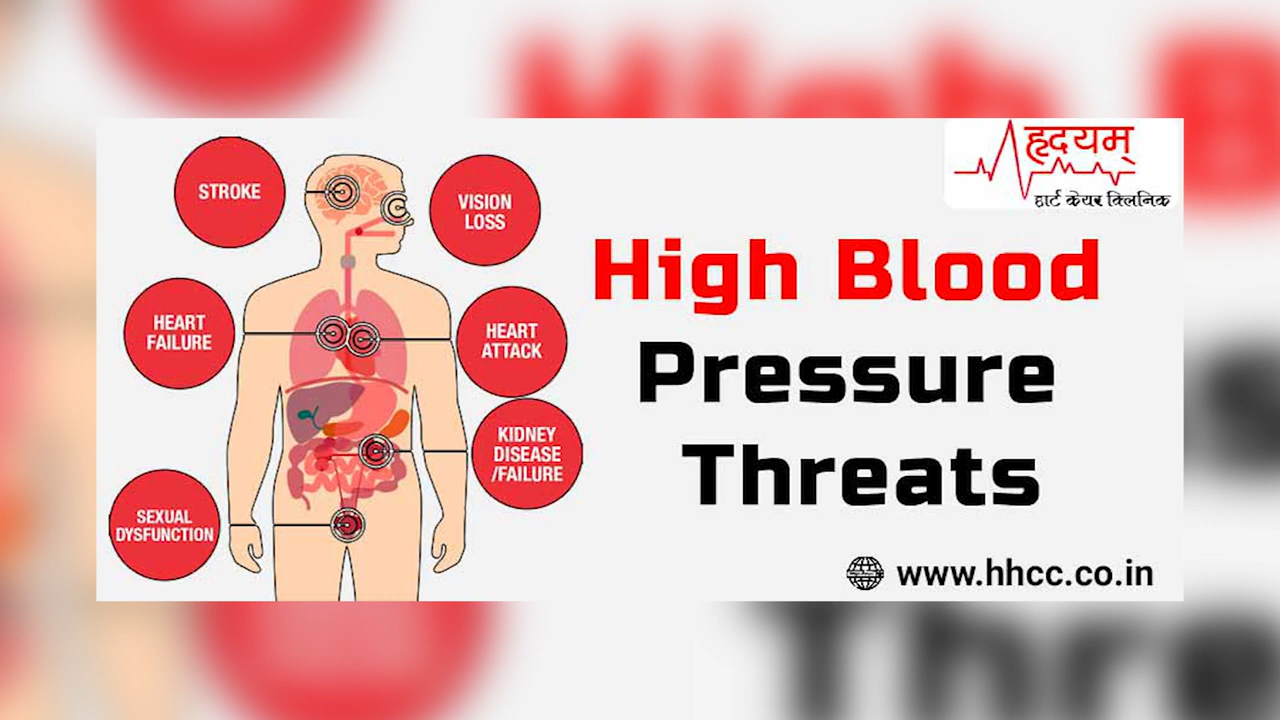 हृदयम्
हार्ट केयर क्लिनिक
STROKE
VISION
LOSS
HEART
FAILURE
HEART
ATTACK
KIDNEY
DISEASE
/FAILURE
SEXUAL
DYSFUNCTION
High Blood
Pressure
Threats
www.hhcc.co.in